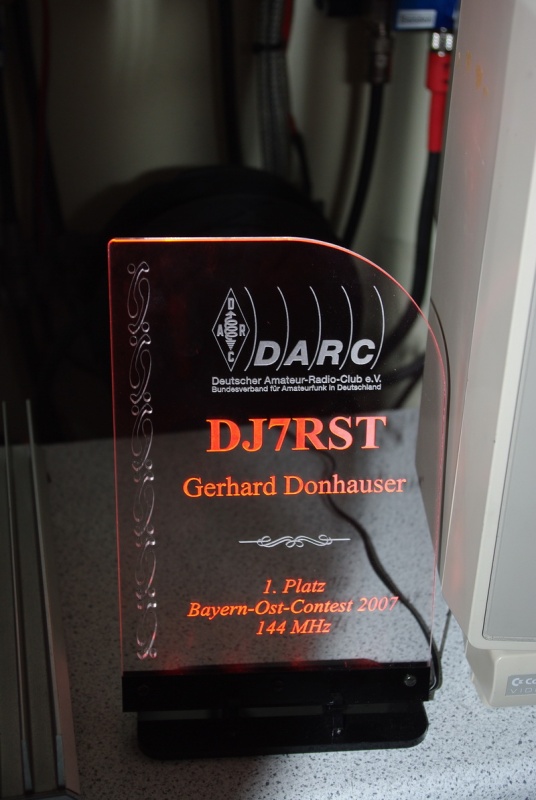 D
A R
C
DARC
Deutscher Amateur-Radio-Club e.V.
Bundesverband für Amateurfunk in Deutschland
DJ7RST
Gerhard Donhauser
1. Platz
Bayern-Ost-Contest 2007
144 MHz